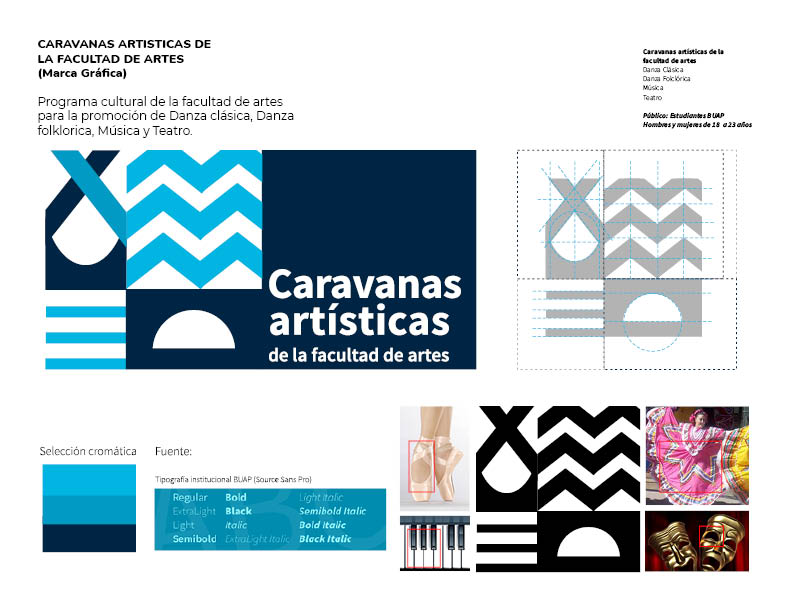 CARAVANAS ARTISTICAS DE
LA FACULTAD DE ARTES
(Marca Gráfica)
Programa cultural de la facultad de artes
para la promoción de Danza clásica, Danza
folklorica, Música y Teatro.
Caravanas artísticas de la
facultad de artes
Danza Clásica
Danza Folclórica
Música
Teatro
Público: Estudiantes BUAP
Hombres y mujeres de 18 a 23 años
Caravanas
artísticas
de la facultad de artes
Selección cromática
Fuente:
Tipografía institucional BUAP (Source Sans Pro)
Regular Bold Light Italic
ExtraLight Black Semibold Italic
Light Italic Bold Italic
Semibold ExtraLight Italic Black Italic